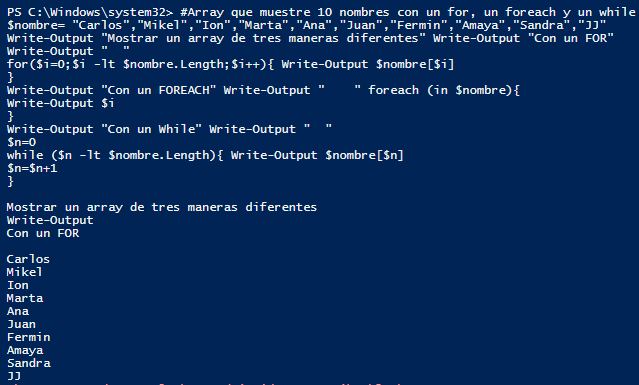 PS C:\Windows\system32> #Array que muestre 10 nombres con un for, un foreach y un while
$nombre= "Carlos","Mikel","Ion","Marta","Ana","Juan","Fermin","Amaya","Sandra","JJ"
Write-Output "Mostrar un array de tres maneras diferentes" Write-Output "Con un FOR"
Write-Output "  "
for($i=0;$i -lt $nombre.Length;$i++){ Write-Output $nombre[$i]
}
Write-Output "Con un FOREACH" Write-Output "    " foreach (in $nombre){
Write-Output $i
}
Write-Output "Con un While" Write-Output "  "
$n=0
while ($n -lt $nombre.Length){ Write-Output $nombre[$n]
$n=$n+1
}
Mostrar un array de tres maneras diferentes
Write-Output
Con un FOR
Carlos
Mikel
Ion
Marta
Ana
Juan
Fermin
Amaya
Sandra
JJ